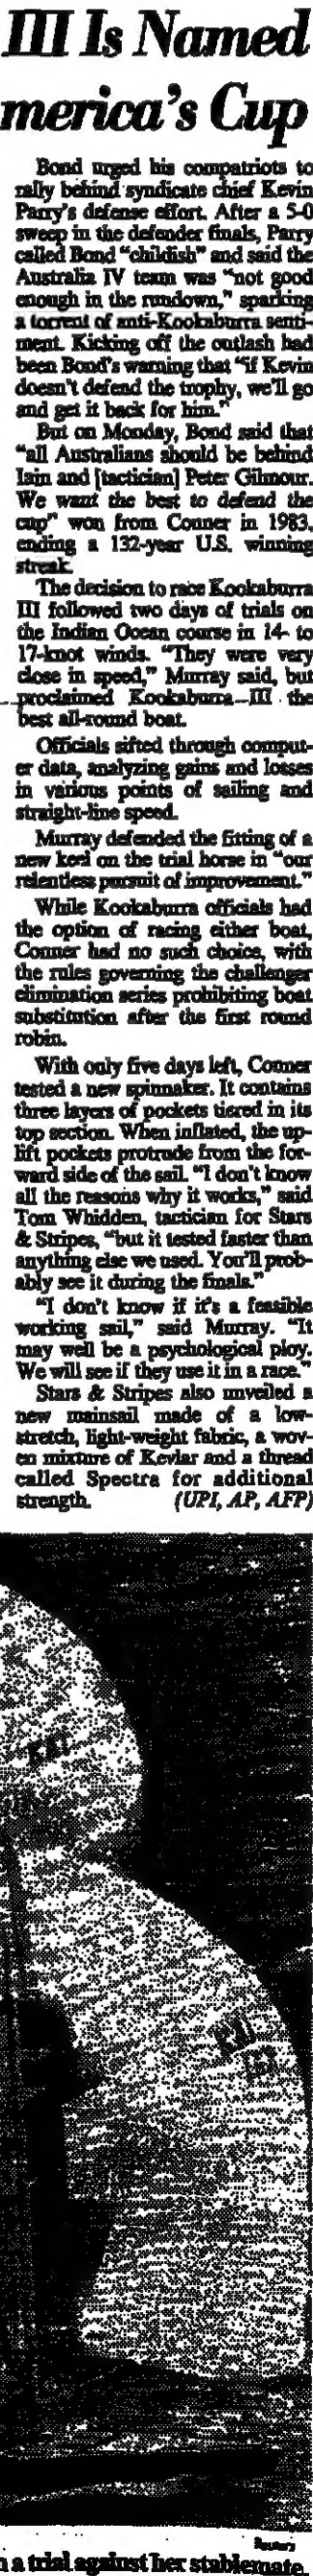 III Is Named
merica's Cup
Bond urged his compatriots to
rally behind syndicate chief Kevin
Parry's defense effort. After a 5-0
sweep in the defender finals, Parry
called Bond "childish" and said the
Australia IV team was "not good
enough in the rundown," sparking
a torrent of anti-Kookaburra senti-
ment. Kicking off the outlash had
been Bond's warning that "if Kevin
doesn't defend the trophy, we'll go
and get it back for him."
But on Monday, Bond said that
"all Australians should be behind
Iain and [tactician] Peter Gilmour.
We want the best to defend the
cup" won from Conner in 1983,
ending a 132-year U.S. winning
streak.
The decision to race Kookaburra
III followed two days of trials on
the Indian Ocean course in 14- to
17-knot winds. "They were very
close in speed," Murray said, but
proclaimed Kookaburra III the
best all-round boat.
Officials sifted through comput-
er data, analyzing gains and losses
in various points of sailing and
straight-line speed.
Murray defended the fitting of a
new keel on the trial horse in "our
relentless pursuit of improvement."
While Kookaburra officials had
the option of racing either boat,
Conner had no such choice, with
the rules governing the challenger
elimination series prohibiting boat
substitution after the first round
robin.
With only five days left, Conner
tested a new spinnaker. It contains
three layers of pockets tiered in its
top section. When inflated, the up-
lift pockets protrude from the for-
ward side of the sail. "I don't know
all the reasons why it works," said
Tom Whidden, tactician for Stars
& Stripes, "but it tested faster than
anything else we used. You'll prob-
ably see it during the finals."
"I don't know if it's a feasible
working sail," said Murray. "It
may well be a psychological ploy.
We will see if they use it in a race."
Stars & Stripes also unveiled a
new mainsail made of a low-
stretch, light-weight fabric, a wov-
en mixture of Kevlar and a thread
called Spectra for additional
strength. (UPI, AP, AFP)
Reuters
a trial against her stablemate.